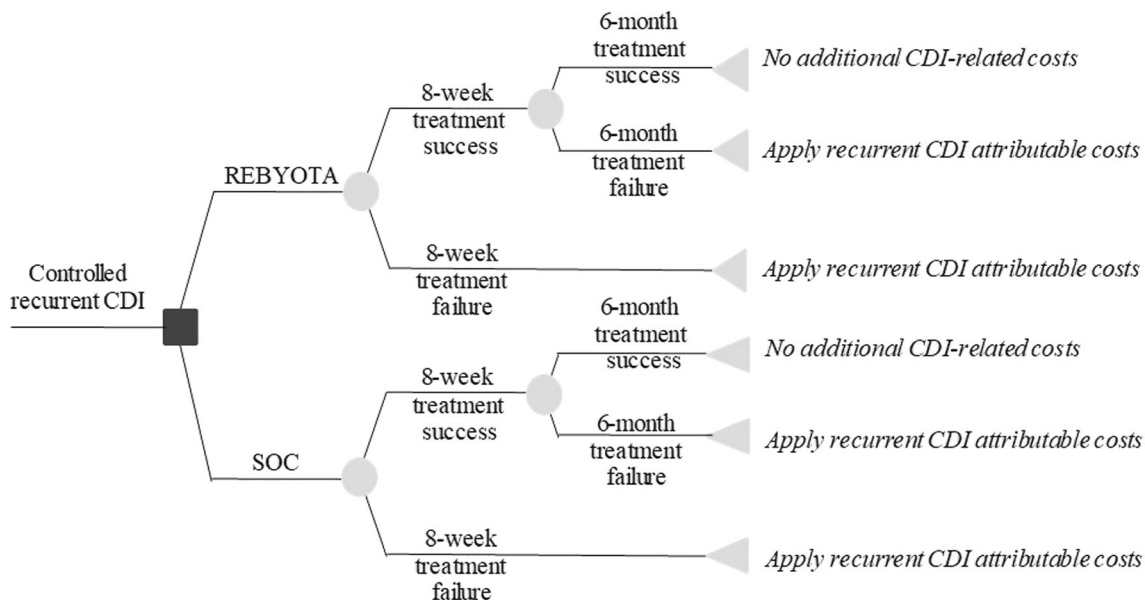 6-month
treatment
success
No additional CDI-related costs
8-week
treatment
success
6-month
treatment
failure
Apply recurrent CDI attributable costs
REBYOTA
8-week
treatment
failure
Apply recurrent CDI attributable costs
Controlled
recurrent CDI
6-month
treatment
success
No additional CDI-related costs
8-week
treatment
success
6-month
treatment
failure
Apply recurrent CDI attributable costs
SOC
8-week
treatment
failure
Apply recurrent CDI attributable costs